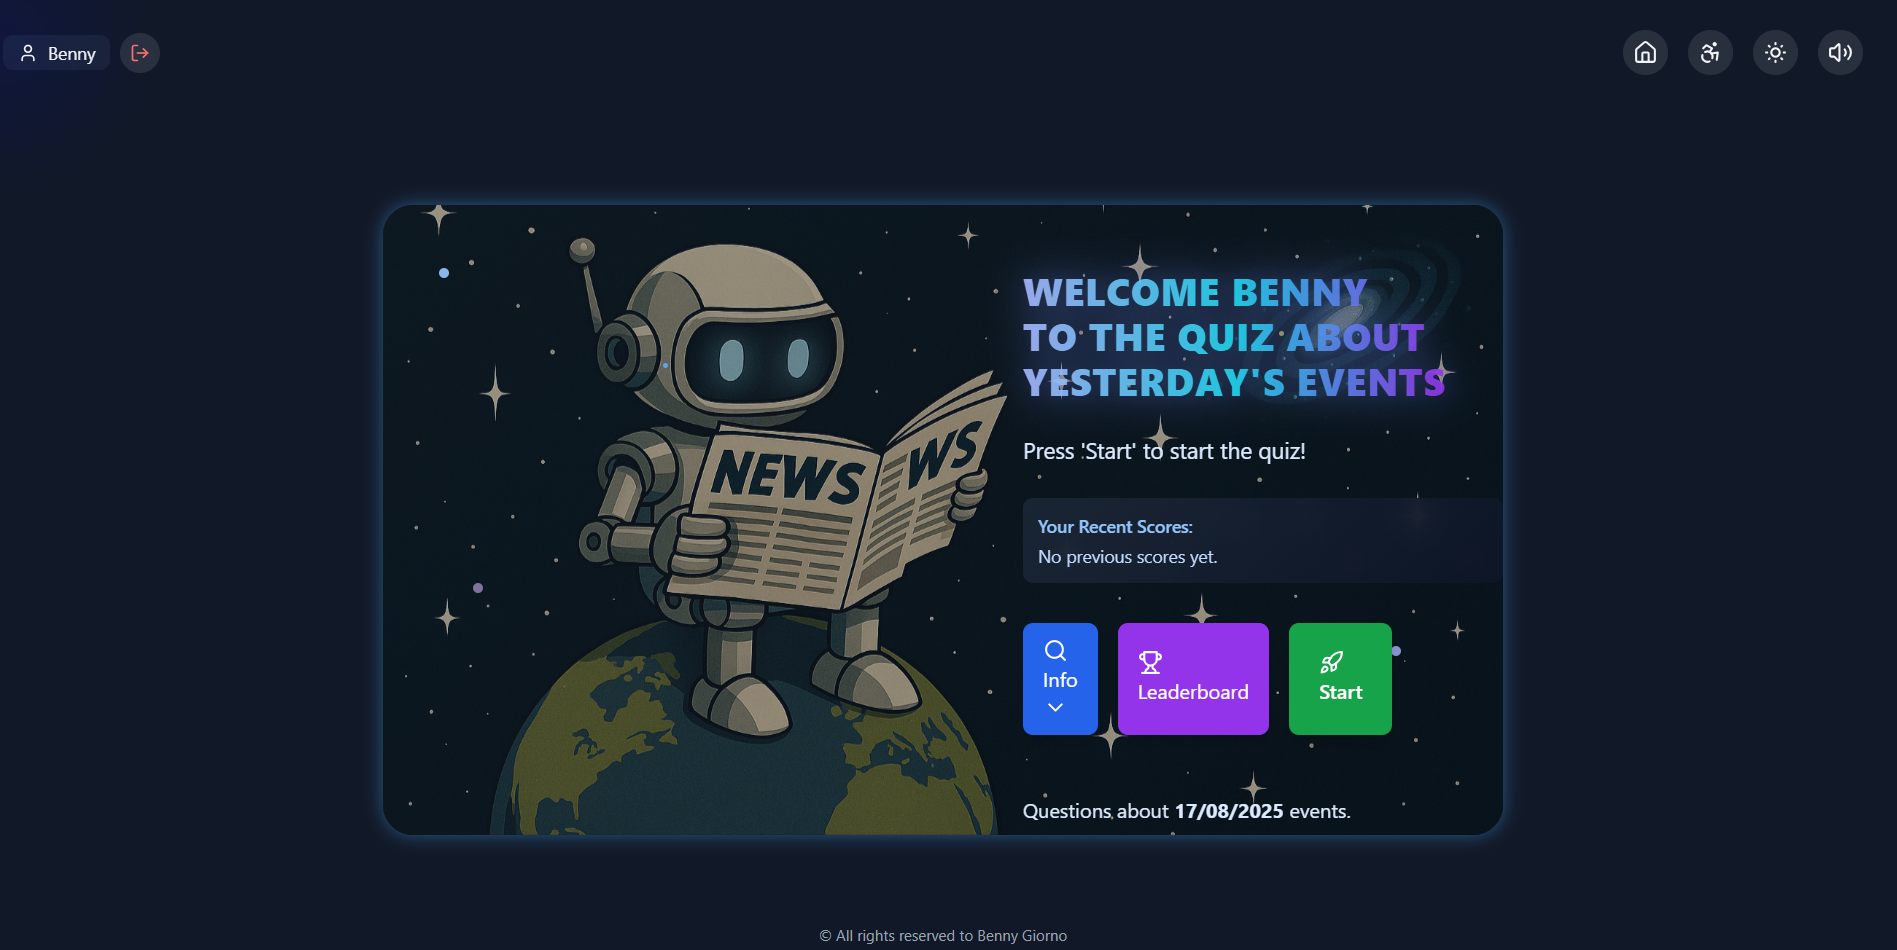 Benny
WELCOME BENNY
TO THE QUIZ ABOUT
YESTERDAY'S EVENTS
Press 'Start' to start the quiz!
Your Recent Scores:
No previous scores yet.
Info
Leaderboard
Start
Questions about 17/08/2025 events.
NEWS
WS
© All rights reserved to Benny Giorno